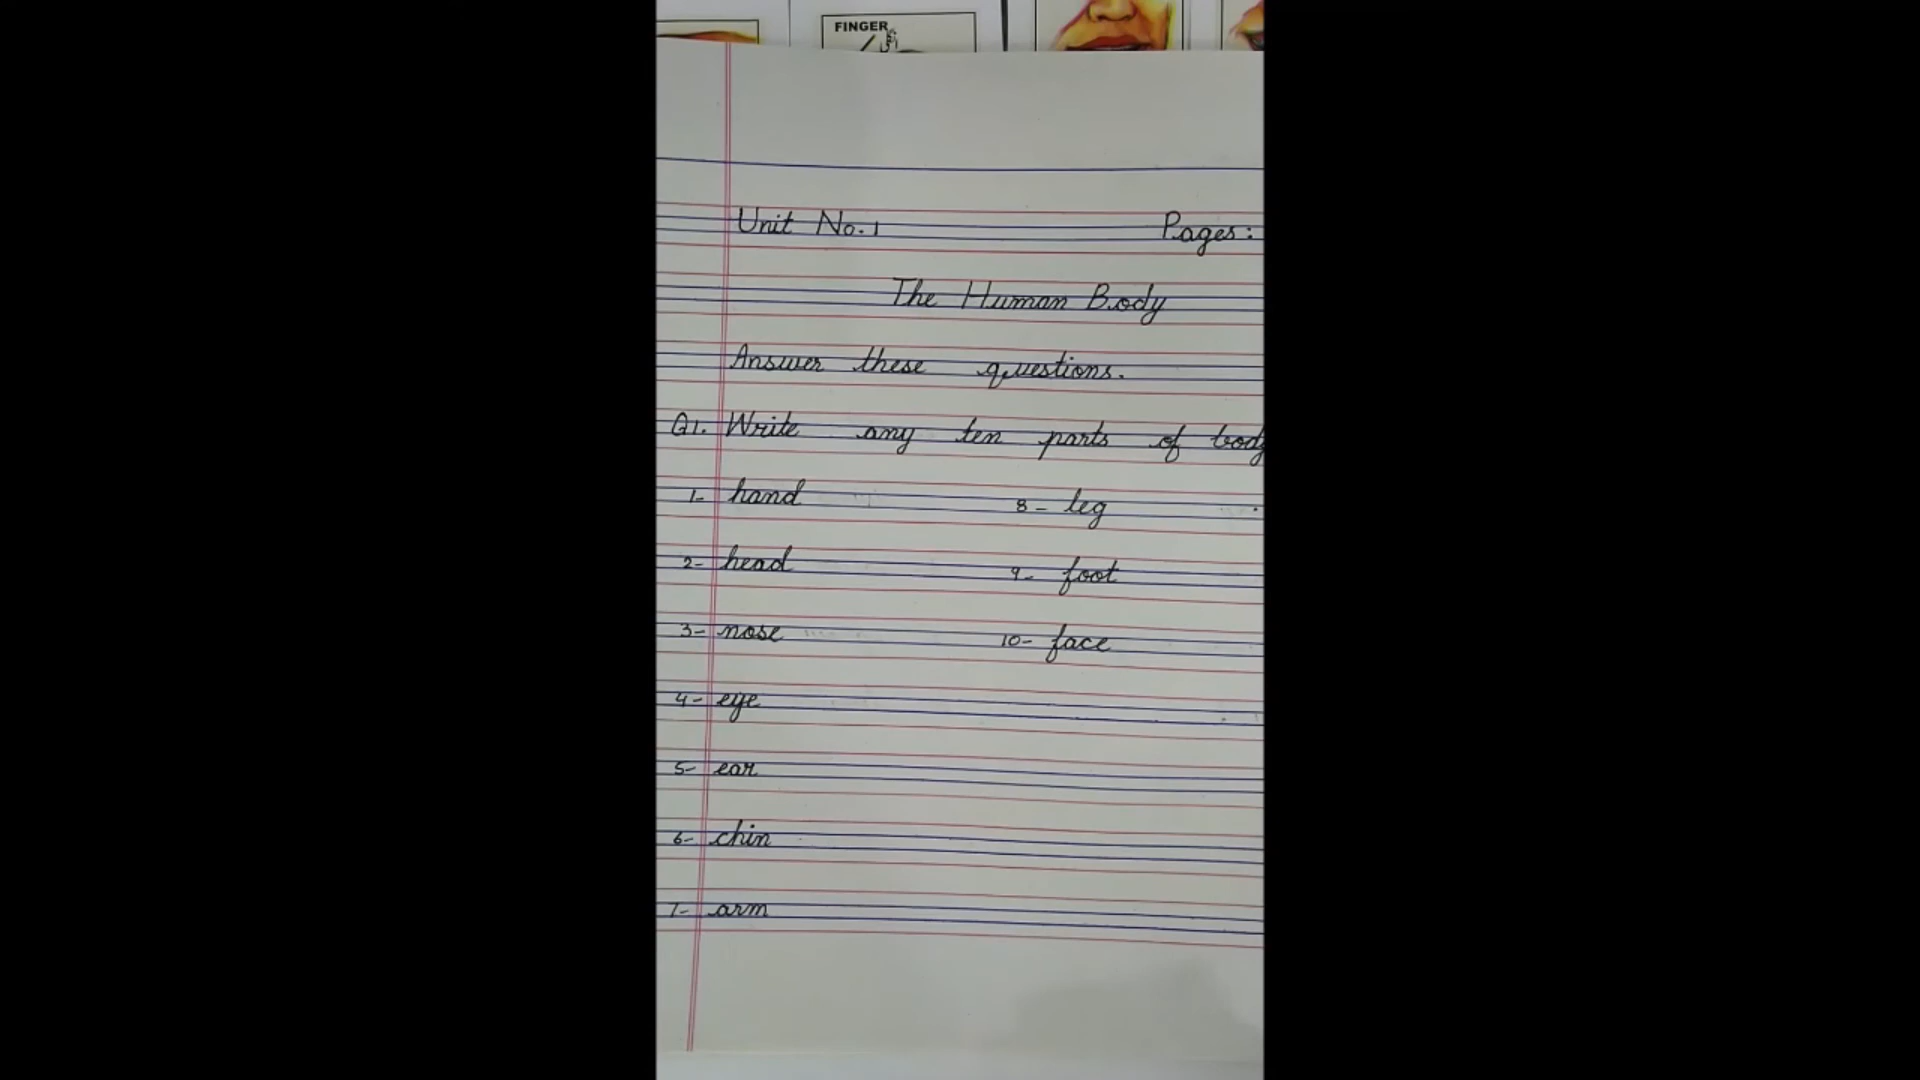 FINGER
Unit No.1 Pages:
The Human Body
Answer these questions.
Q1. Write any ten parts of body
1- hand 8- leg
2- head 9- foot
3- nose 10- face
4- eye
5- ear
6- chin
7- arm